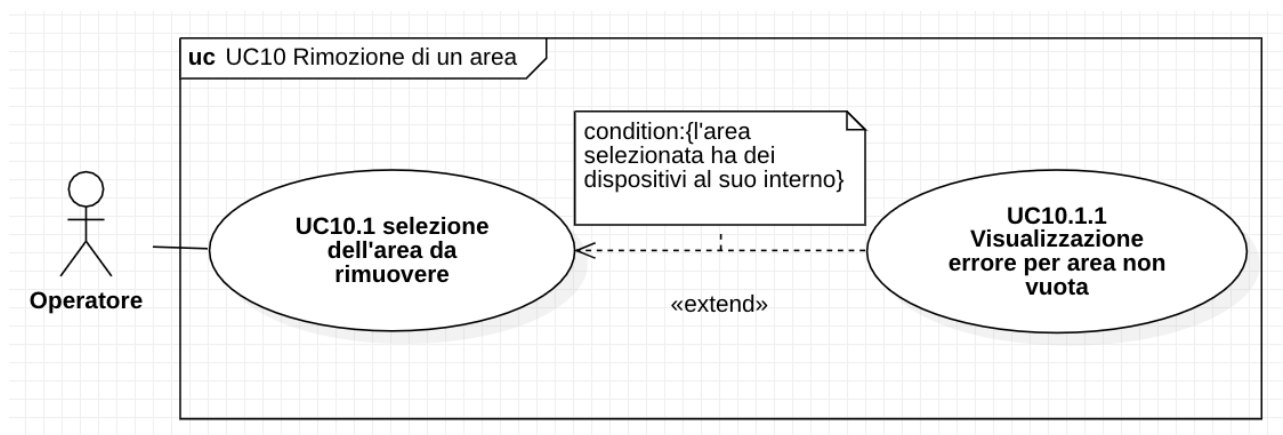 uc UC10 Rimozione di un area
condition:{l'area
selezionata ha dei
dispositivi al suo interno}
UC10.1 selezione
dell'area da
rimuovere
UC10.1.1
Visualizzazione
errore per area non
vuota
Operatore
«extend»